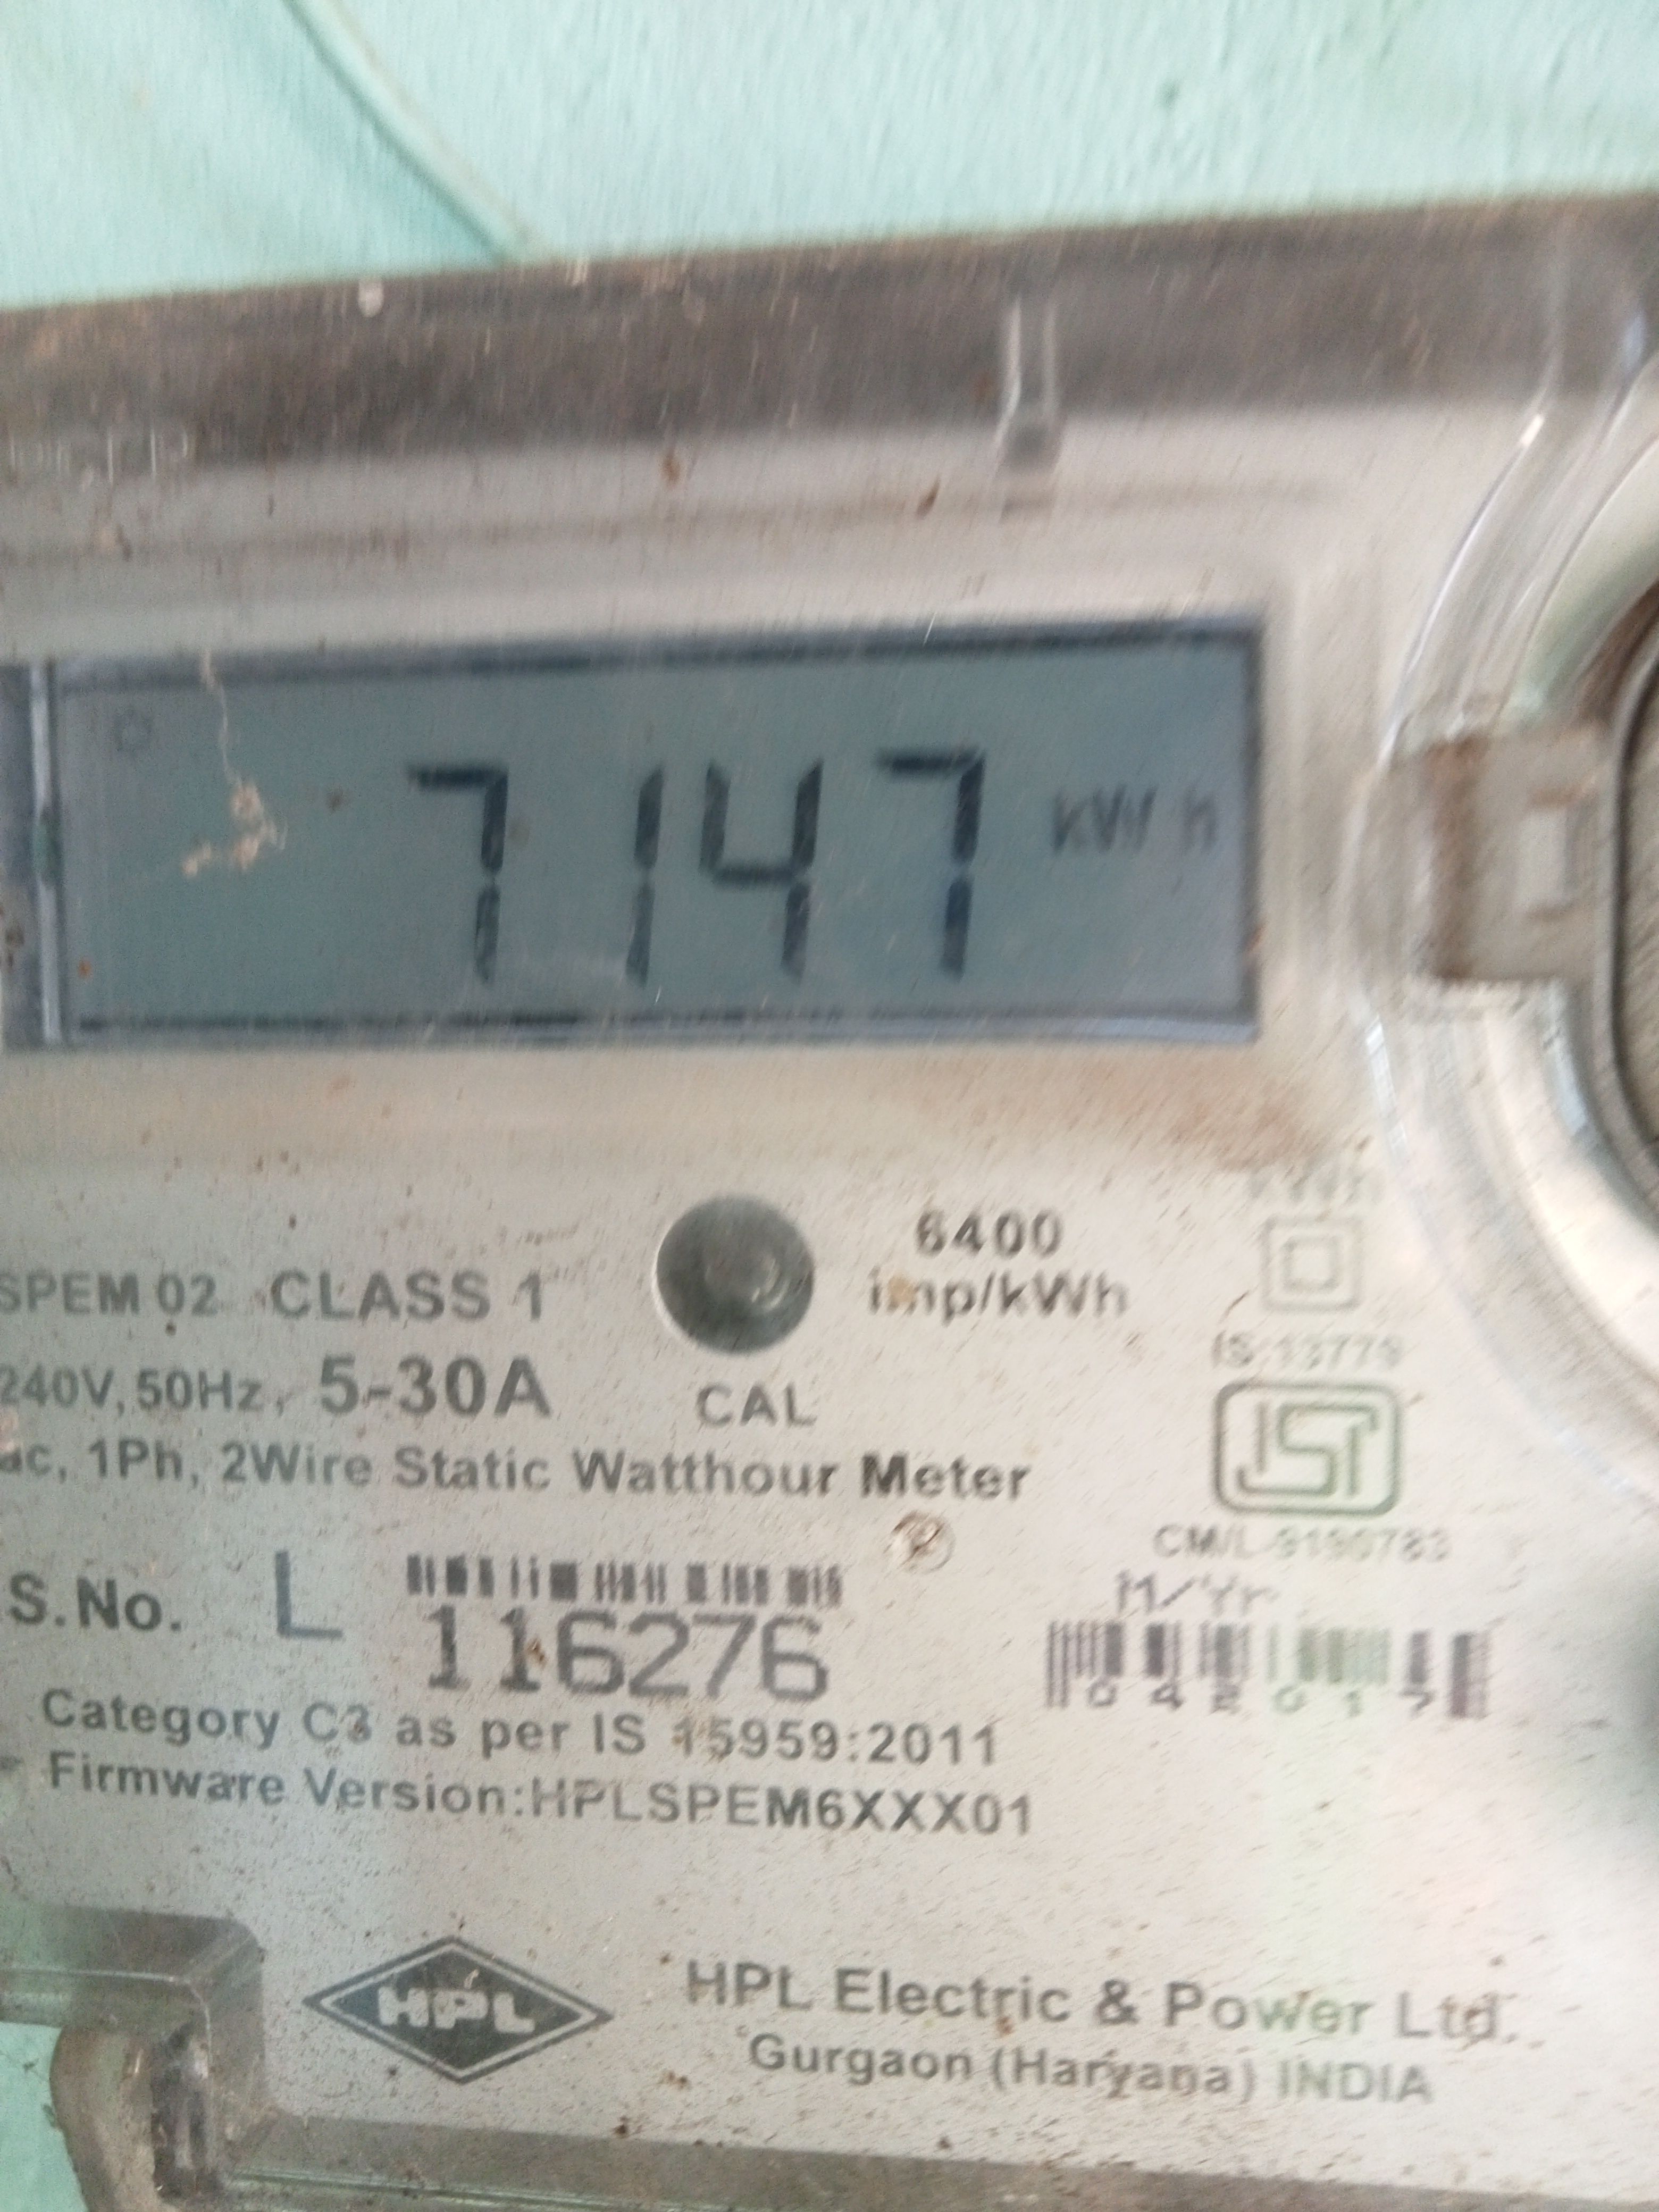 7147 kWh
6400
imp/kWh
SPEM 02 CLASS 1
IS:13779
240V, 50Hz, 5-30A
CAL
ac, 1Ph, 2Wire Static Watthour Meter
M/Yr
S.No. L 116276
Category C3 as per IS 15959:2011
Firmware Version:HPLSPEM6XXX01
HPL
HPL Electric & Power Ltd.
Gurgaon (Haryana) INDIA